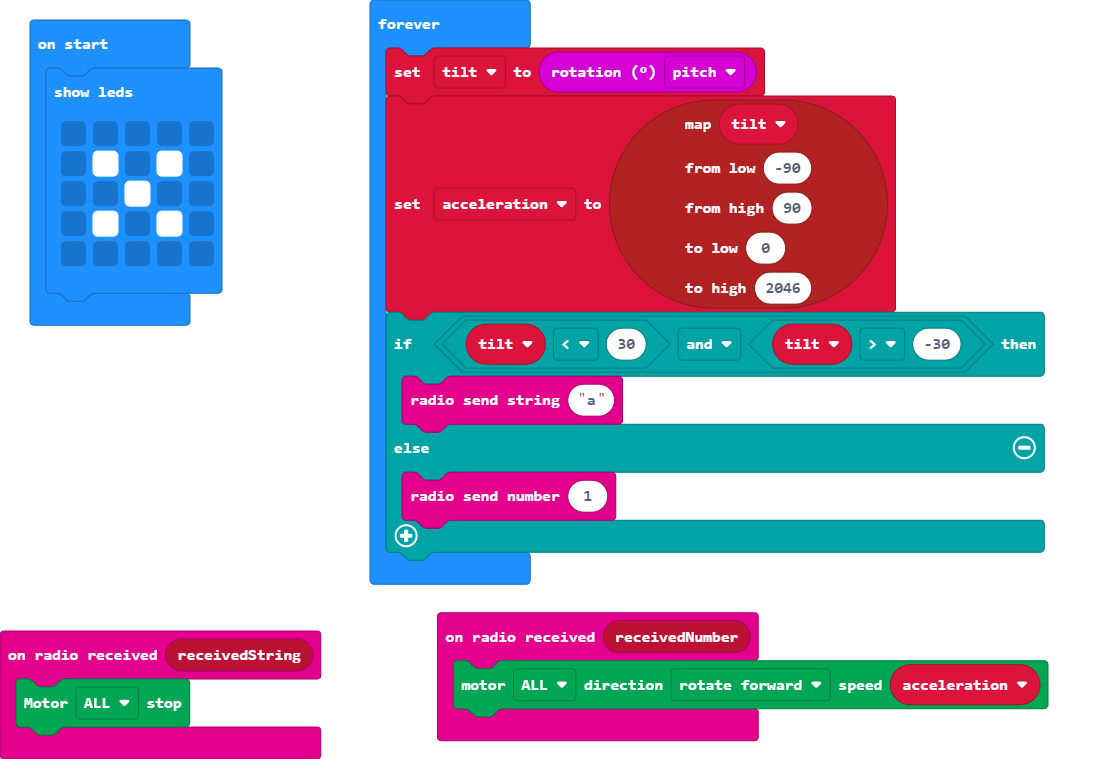 on start
show leds
forever
set tilt to rotation (º) pitch
set acceleration to map tilt
from low -90
from high 90
to low 0
to high 2046
if tilt < 30 and tilt > -30 then
radio send string "a"
else
radio send number 1
on radio received receivedString
Motor ALL stop
on radio received receivedNumber
motor ALL direction rotate forward speed acceleration